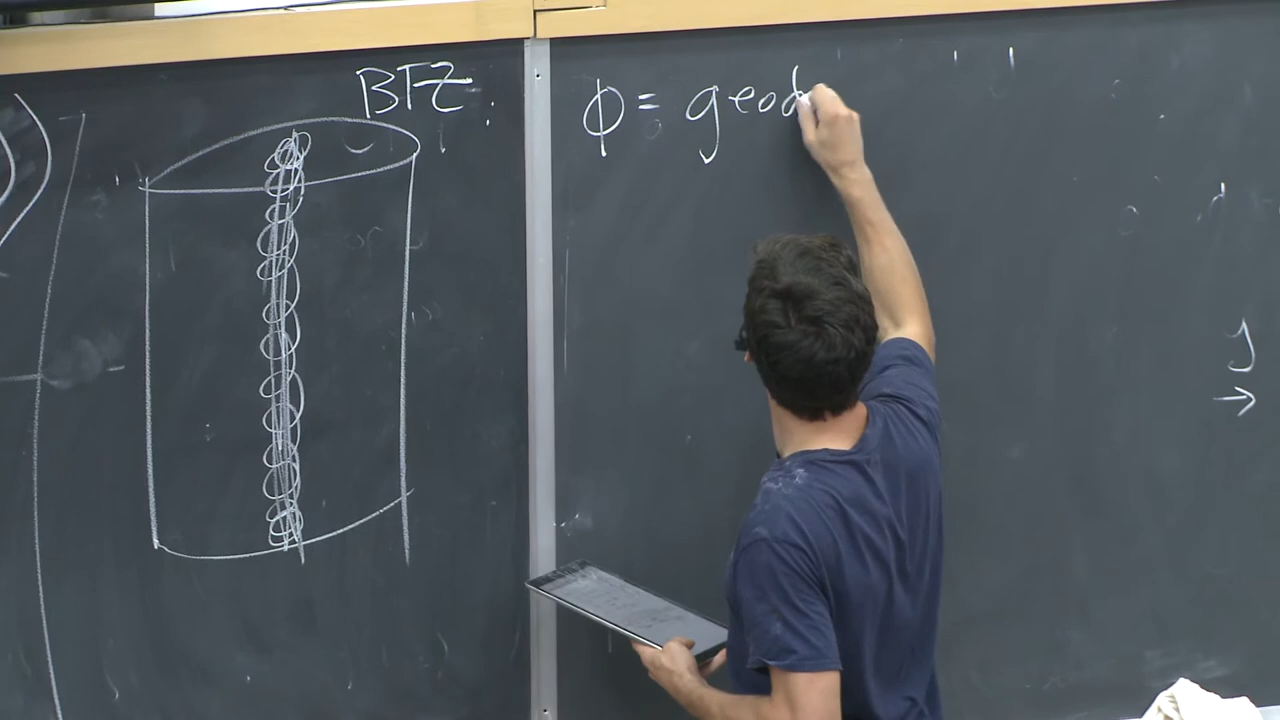 BTZ:
ϕ = geod
y
→